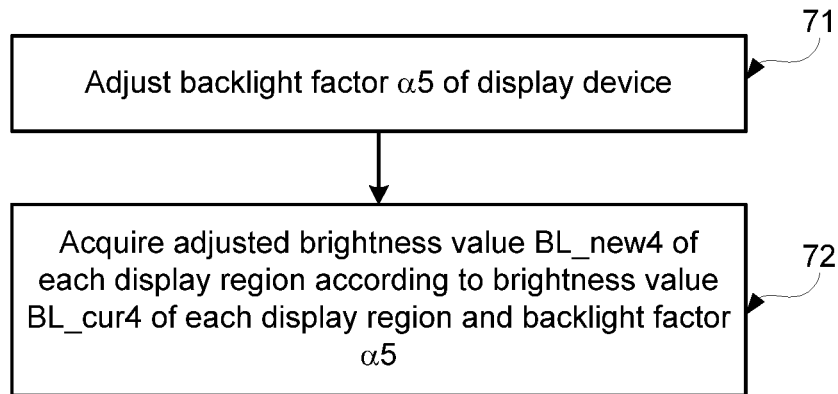 71
Adjust backlight factor α5 of display device
Acquire adjusted brightness value BL_new4 of
each display region according to brightness value
BL_cur4 of each display region and backlight factor
α5
72